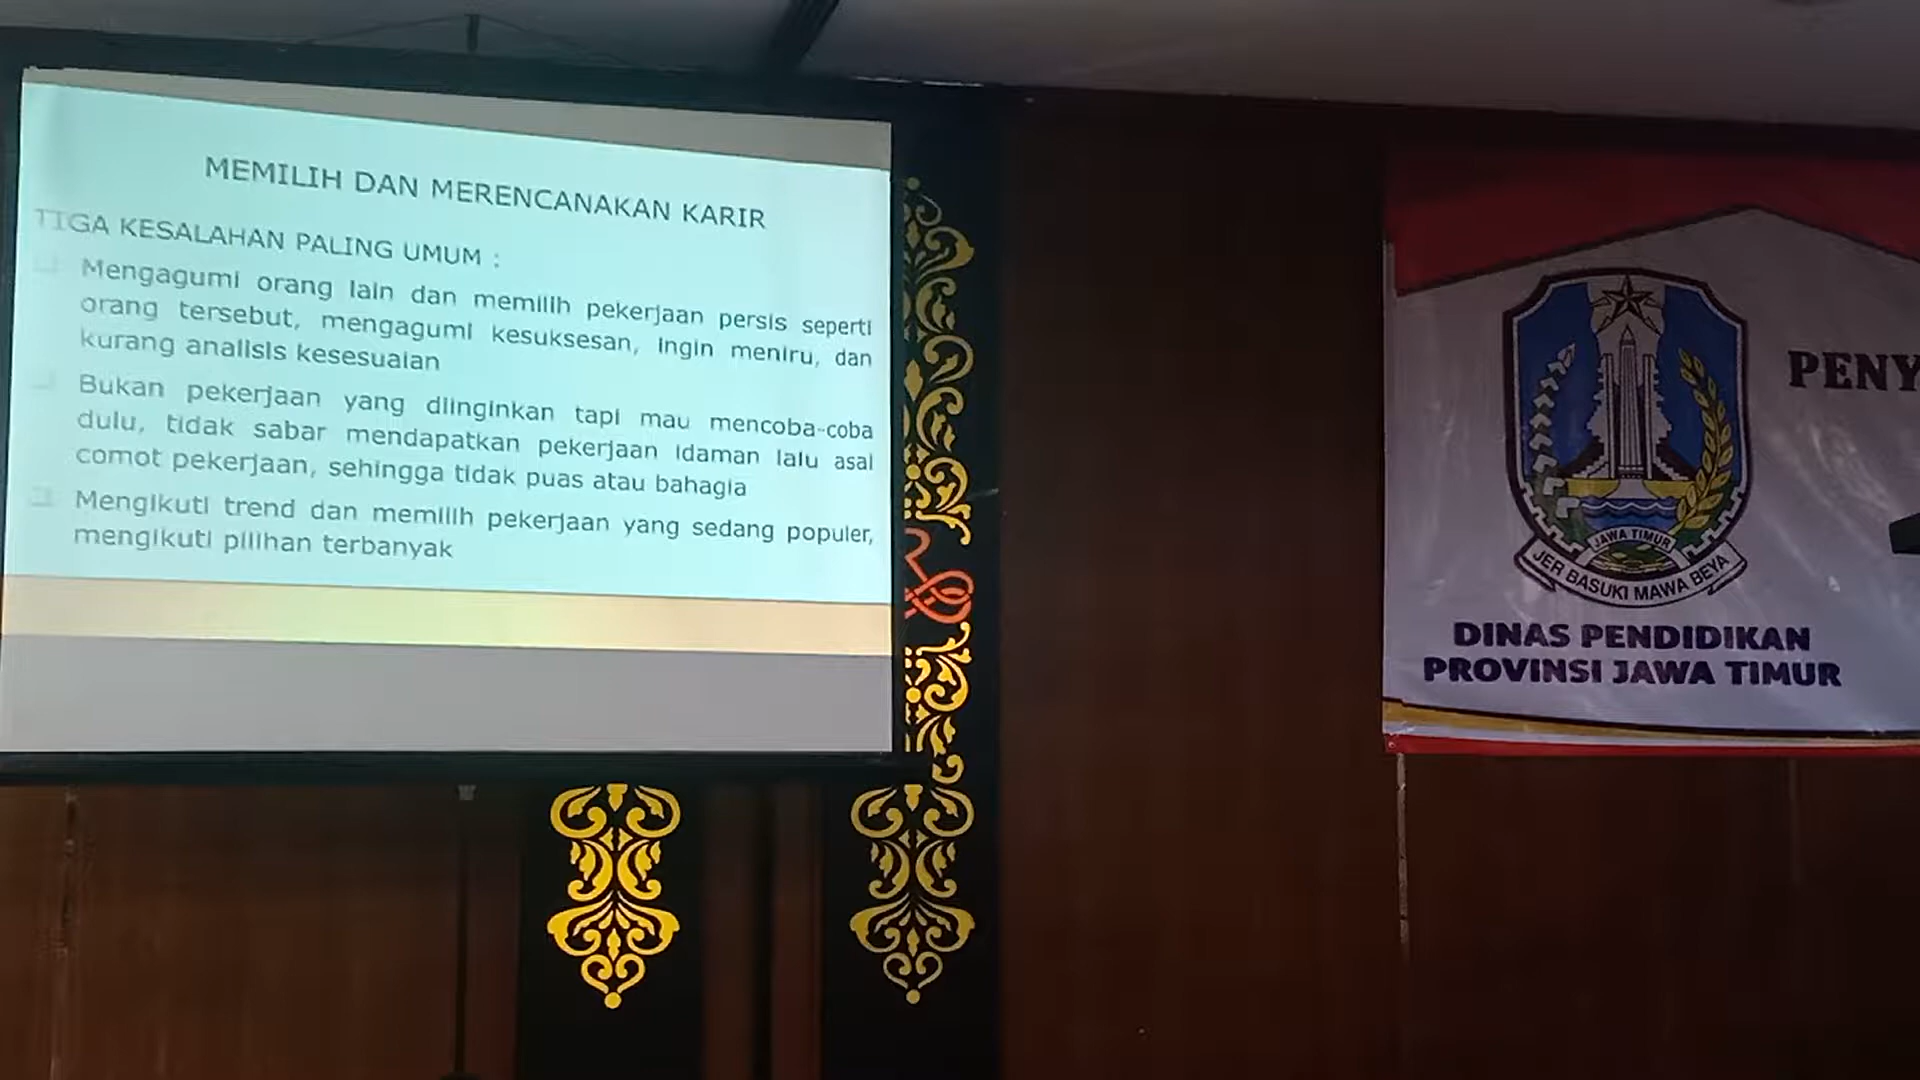 MEMILIH DAN MERENCANAKAN KARIR
TIGA KESALAHAN PALING UMUM :
Mengagumi orang lain dan memilih pekerjaan persis seperti
orang tersebut, mengagumi kesuksesan, ingin meniru, dan
kurang analisis kesesuaian
Bukan pekerjaan yang diinginkan tapi mau mencoba-coba
dulu, tidak sabar mendapatkan pekerjaan idaman lalu asal
comot pekerjaan, sehingga tidak puas atau bahagia
Mengikuti trend dan memilih pekerjaan yang sedang populer,
mengikuti pilihan terbanyak
PENY
JAWA TIMUR
JER BASUKI MAWA BEYA
DINAS PENDIDIKAN
PROVINSI JAWA TIMUR